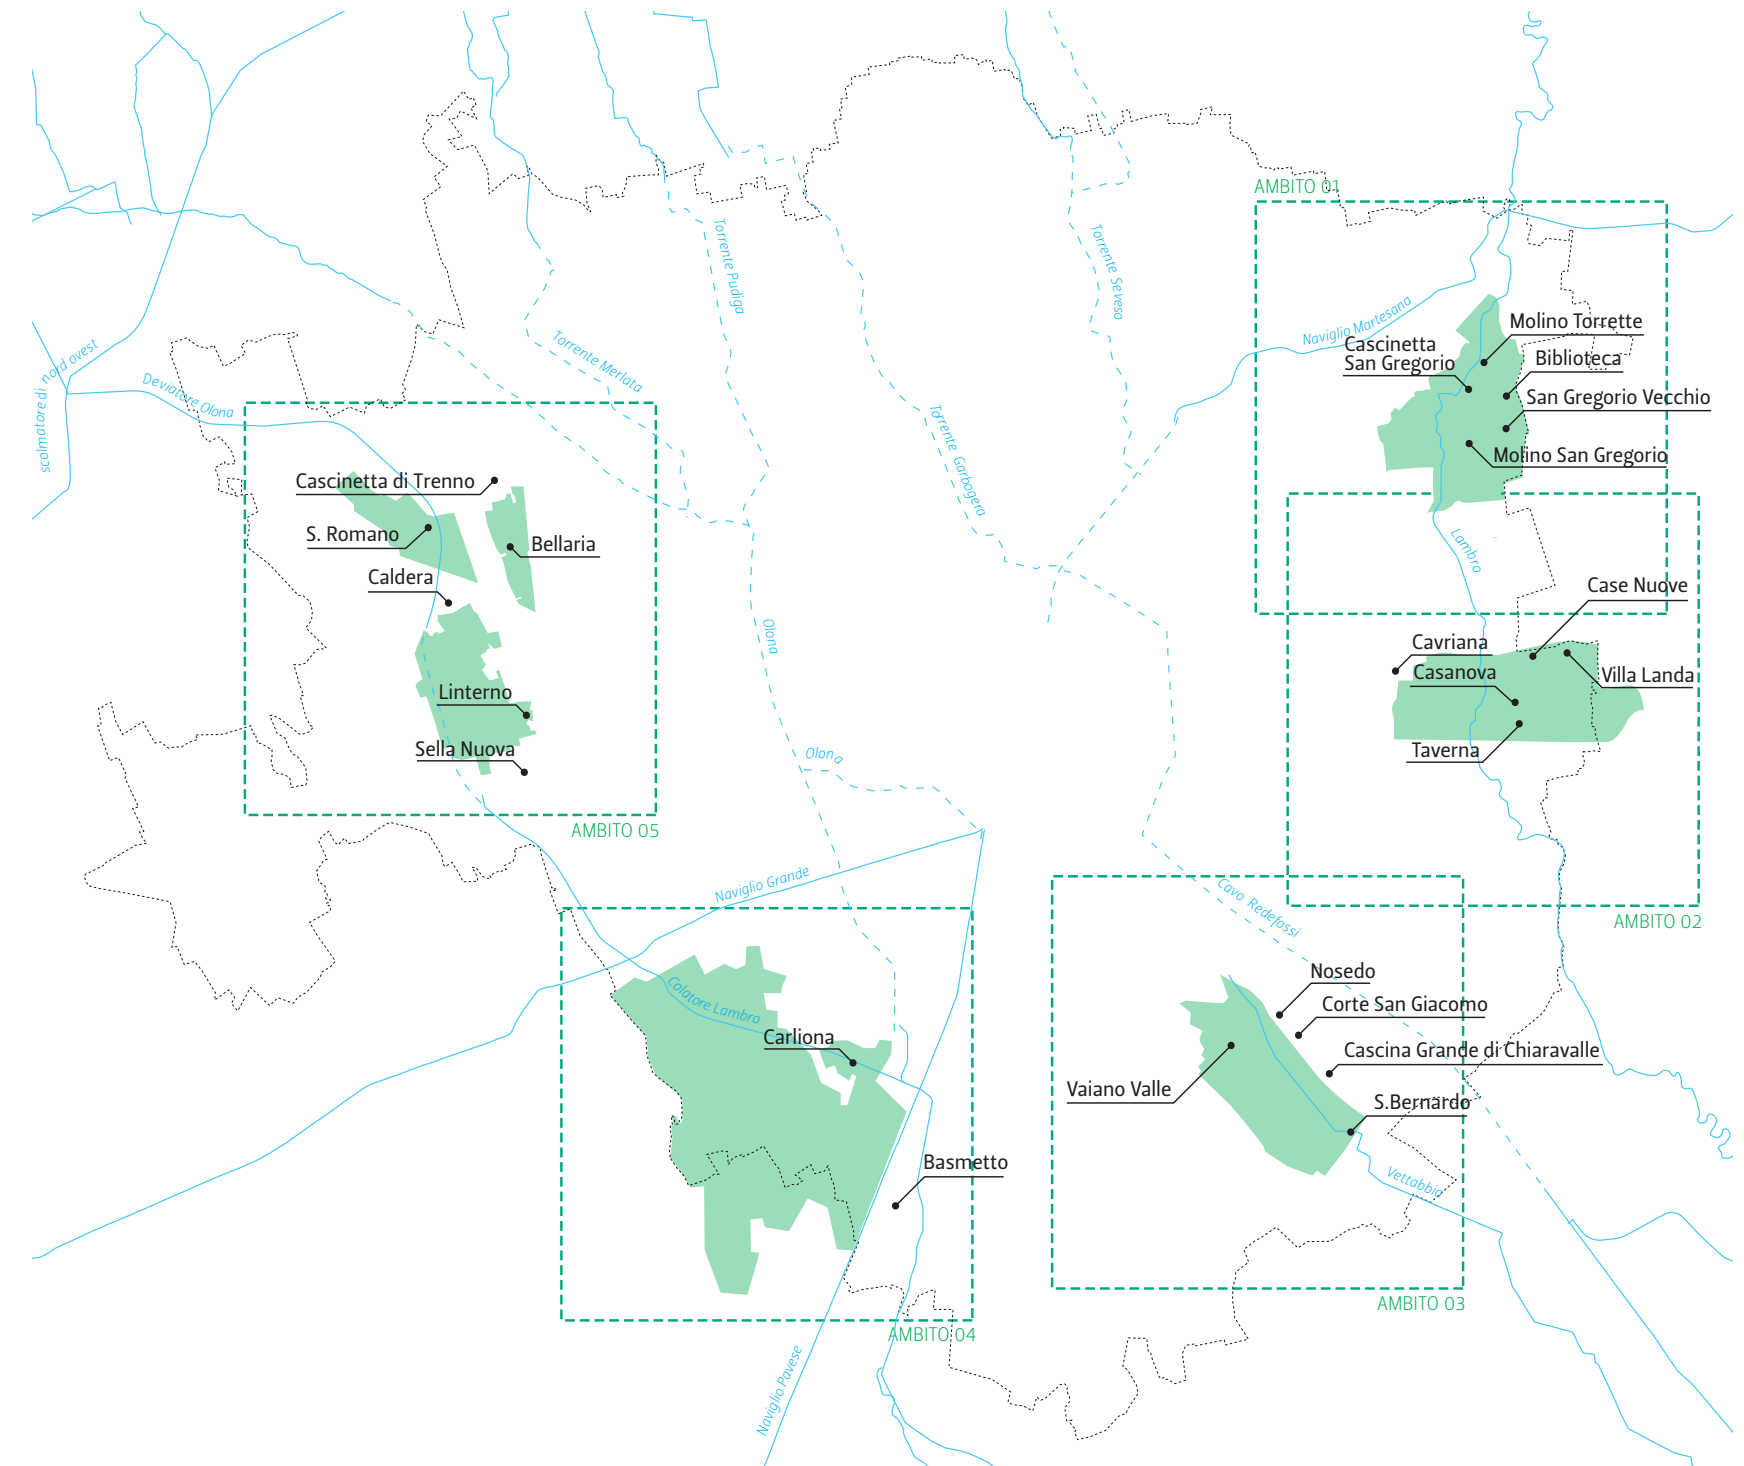 AMBITO 01
Torrente Pudiga
Torrente Seveso
Naviglio Martesana
Molino Torrette
Cascinetta
San Gregorio
Biblioteca
San Gregorio Vecchio
Molino San Gregorio
scolmatore di nord ovest
Deviatore Olona
Torrente Merlata
Torrente Garbogera
Cascinetta di Trenno
S. Romano
Bellaria
Caldera
Linterno
Sella Nuova
AMBITO 05
Olona
Olona
Lambro
Case Nuove
Cavriana
Casanova
Villa Landa
Taverna
AMBITO 02
Naviglio Grande
Cavo Redefossi
Colatore Lambro
Carliona
Basmetto
AMBITO 04
Naviglio Pavese
Nosedo
Corte San Giacomo
Cascina Grande di Chiaravalle
Vaiano Valle
S.Bernardo
Vettabbia
AMBITO 03